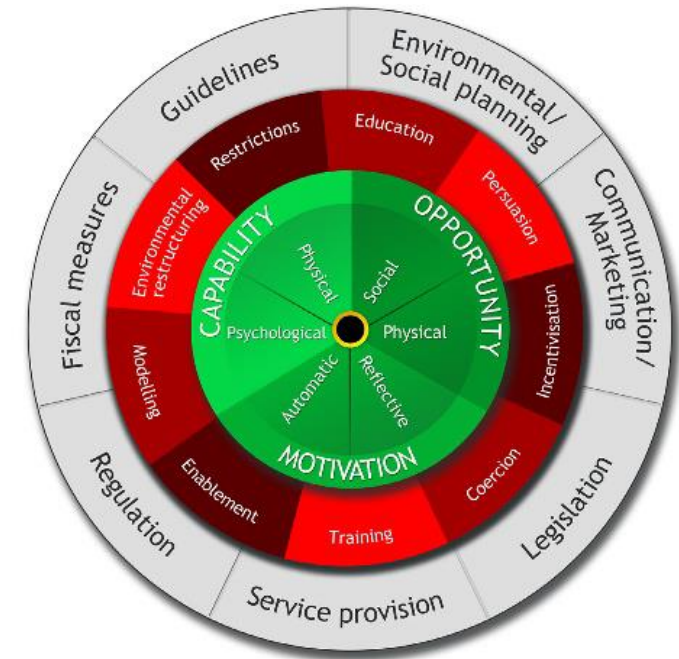 Environmental/
Social planning
Communication/
Marketing
Legislation
Service provision
Regulation
Fiscal measures
Guidelines
Education
Persuasion
Incentivisation
Coercion
Training
Enablement
Modelling
Environmental
restructuring
Restrictions
CAPABILITY
Physical
Psychological
OPPORTUNITY
Social
Physical
MOTIVATION
Automatic
Reflective